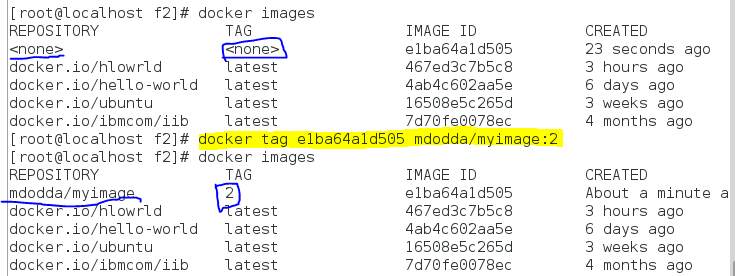 [root@localhost f2]# docker images
REPOSITORY TAG IMAGE ID CREATED
<none> <none> e1ba64a1d505 23 seconds ago
docker.io/hlowrld latest 467ed3c7b5c8 3 hours ago
docker.io/hello-world latest 4ab4c602aa5e 6 days ago
docker.io/ubuntu latest 16508e5c265d 3 weeks ago
docker.io/ibmcom/iib latest 7d70fe0078ec 4 months ago
[root@localhost f2]# docker tag e1ba64a1d505 mdodda/myimage:2
[root@localhost f2]# docker images
REPOSITORY TAG IMAGE ID CREATED
mdodda/myimage 2 e1ba64a1d505 About a minute a
docker.io/hlowrld latest 467ed3c7b5c8 3 hours ago
docker.io/hello-world latest 4ab4c602aa5e 6 days ago
docker.io/ubuntu latest 16508e5c265d 3 weeks ago
docker.io/ibmcom/iib latest 7d70fe0078ec 4 months ago